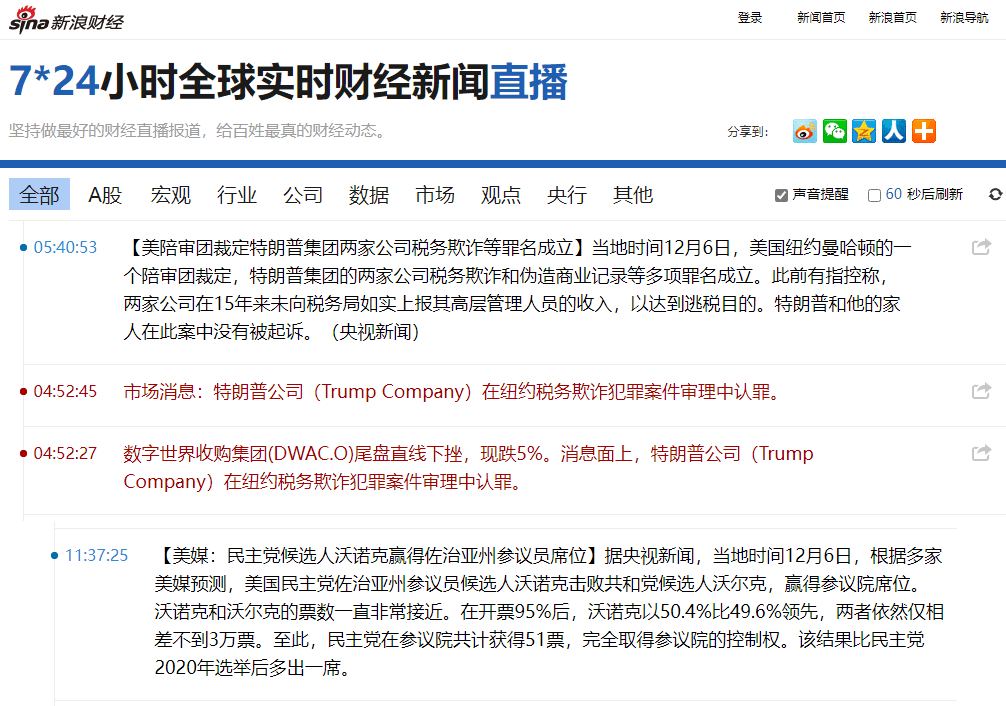 sina新浪财经
登录 新闻首页 新浪首页 新浪导航
7*24小时全球实时财经新闻直播
坚持做最好的财经直播报道，给百姓最真的财经动态。
分享到：
全部 A股 宏观 行业 公司 数据 市场 观点 央行 其他
声音提醒 60 秒后刷新
05:40:53 【美陪审团裁定特朗普集团两家公司税务欺诈等罪名成立】当地时间12月6日，美国纽约曼哈顿的一
个陪审团裁定，特朗普集团的两家公司税务欺诈和伪造商业记录等多项罪名成立。此前有指控称，
两家公司在15年来未向税务局如实上报其高层管理人员的收入，以达到逃税目的。特朗普和他的家
人在此案中没有被起诉。（央视新闻）
04:52:45 市场消息：特朗普公司（Trump Company）在纽约税务欺诈犯罪案件审理中认罪。
04:52:27 数字世界收购集团(DWAC.O)尾盘直线下挫，现跌5%。消息面上，特朗普公司（Trump
Company）在纽约税务欺诈犯罪案件审理中认罪。
11:37:25 【美媒：民主党候选人沃诺克赢得佐治亚州参议员席位】据央视新闻，当地时间12月6日，根据多家
美媒预测，美国民主党佐治亚州参议员候选人沃诺克击败共和党候选人沃尔克，赢得参议院席位。
沃诺克和沃尔克的票数一直非常接近。在开票95%后，沃诺克以50.4%比49.6%领先，两者依然仅相
差不到3万票。至此，民主党在参议院共计获得51票，完全取得参议院的控制权。该结果比民主党
2020年选举后多出一席。